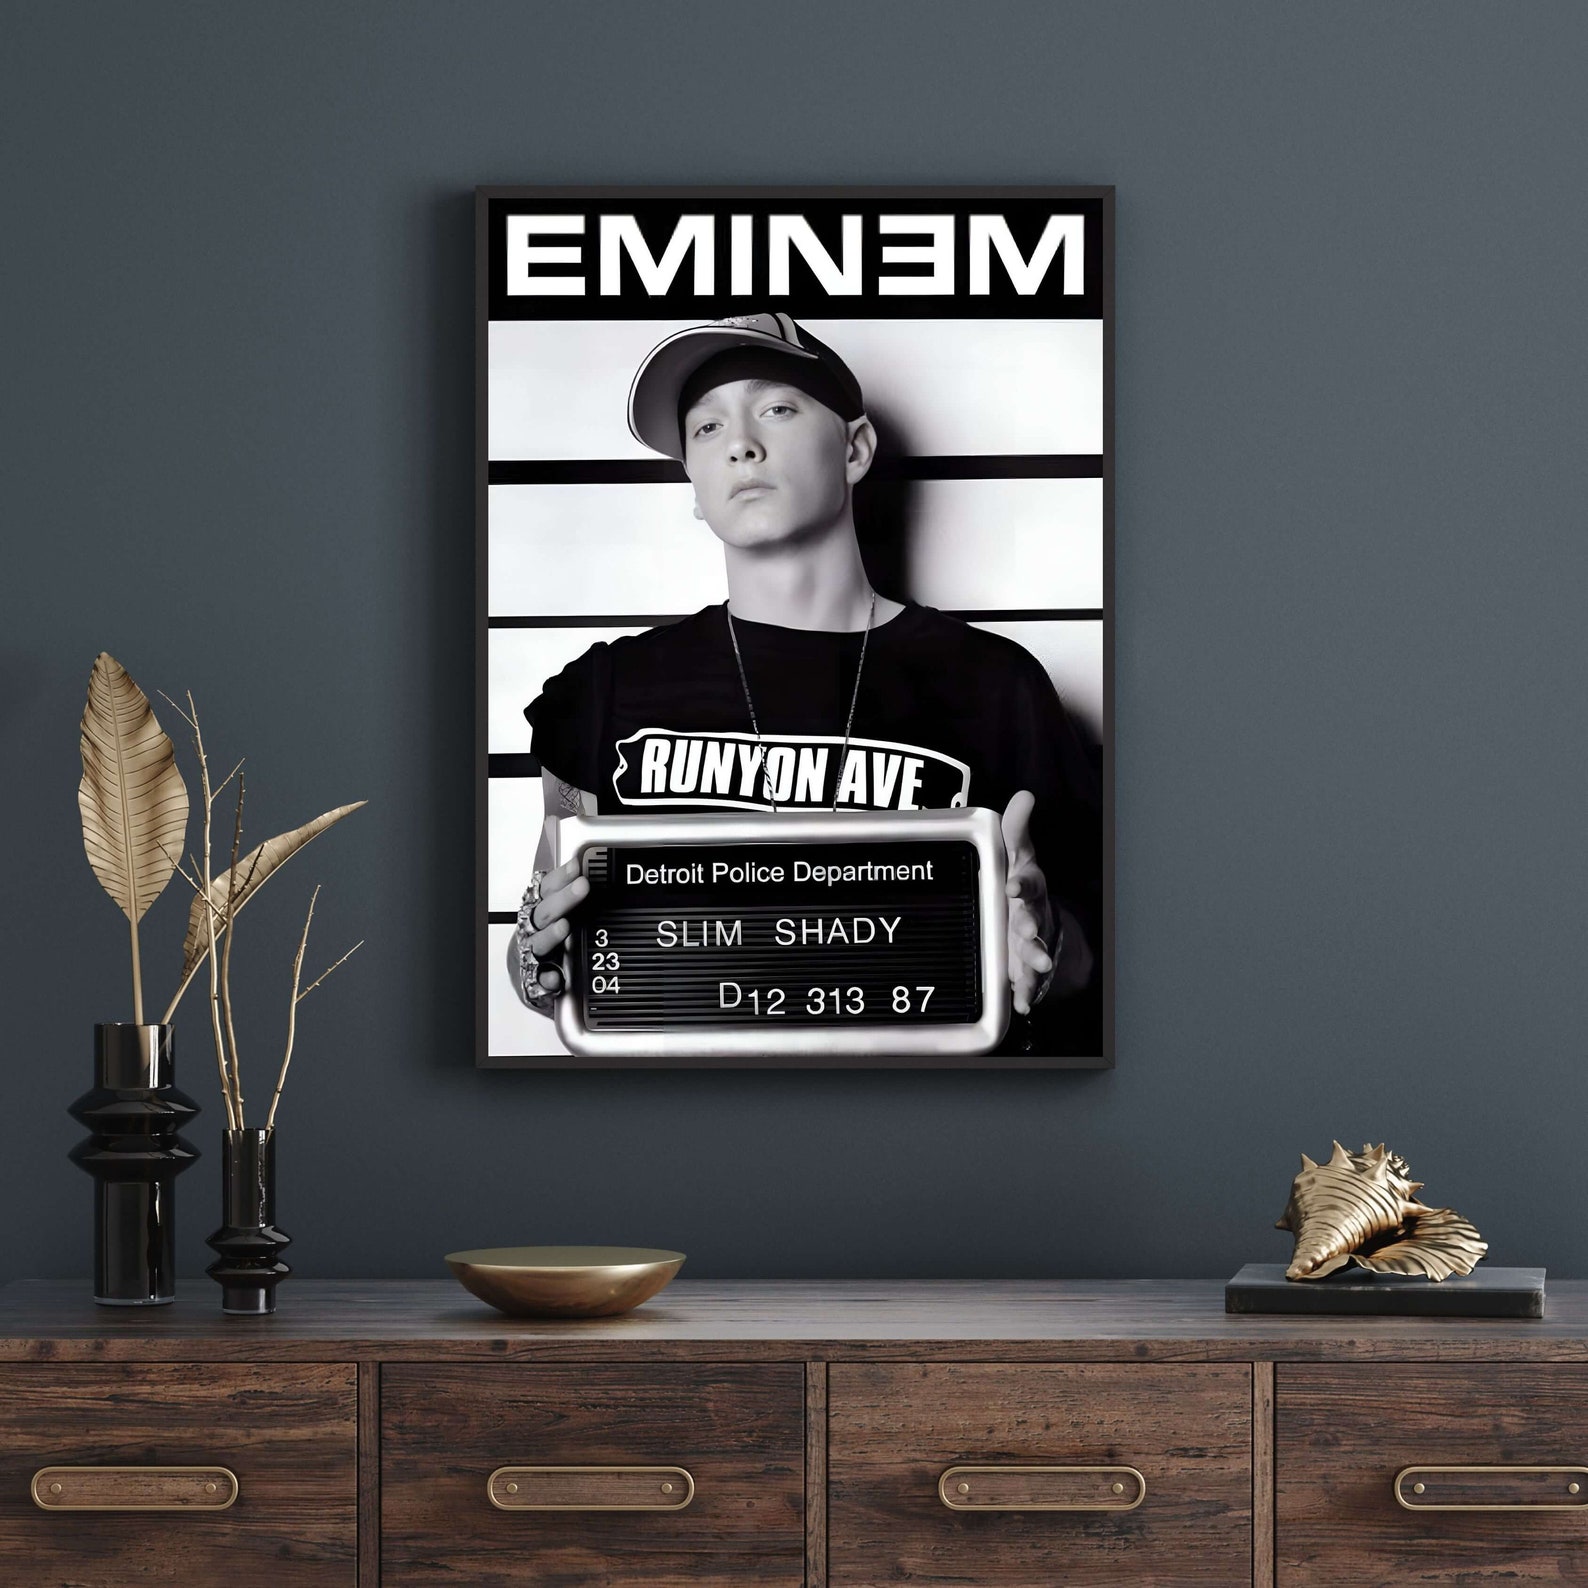 EMINƎM
RUNYON AVE.
Detroit Police Department
SLIM SHADY
3
23
04
D12 313 87